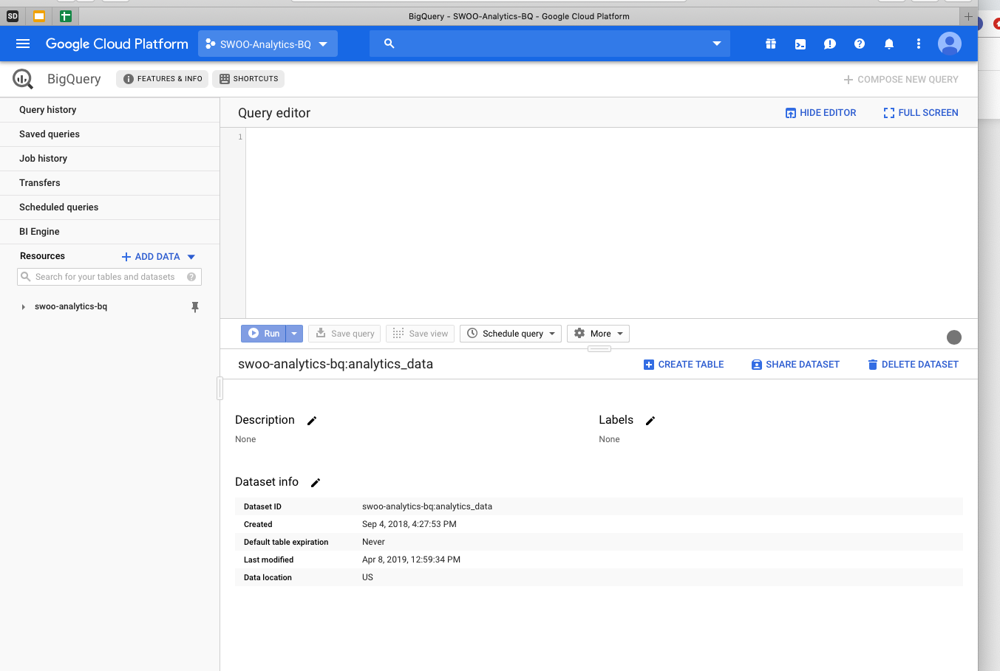 SD
BigQuery - SWOO-Analytics-BQ - Google Cloud Platform
Google Cloud Platform
SWOO-Analytics-BQ
BigQuery
FEATURES & INFO
SHORTCUTS
COMPOSE NEW QUERY
Query history
Saved queries
Job history
Transfers
Scheduled queries
BI Engine
Resources
ADD DATA
Search for your tables and datasets
swoo-analytics-bq
Query editor
HIDE EDITOR
FULL SCREEN
1
Run
Save query
Save view
Schedule query
More
swoo-analytics-bq:analytics_data
CREATE TABLE
SHARE DATASET
DELETE DATASET
Description
None
Labels
None
Dataset info
Dataset ID swoo-analytics-bq:analytics_data
Created Sep 4, 2018, 4:27:53 PM
Default table expiration Never
Last modified Apr 8, 2019, 12:59:34 PM
Data location US